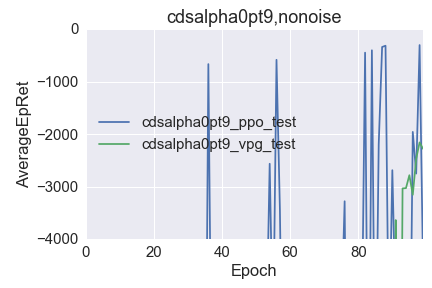 cdsalpha0pt9,nonoise
AverageEpRet
0
−1000
−2000
−3000
−4000
cdsalpha0pt9_ppo_test
cdsalpha0pt9_vpg_test
0 20 40 60 80
Epoch